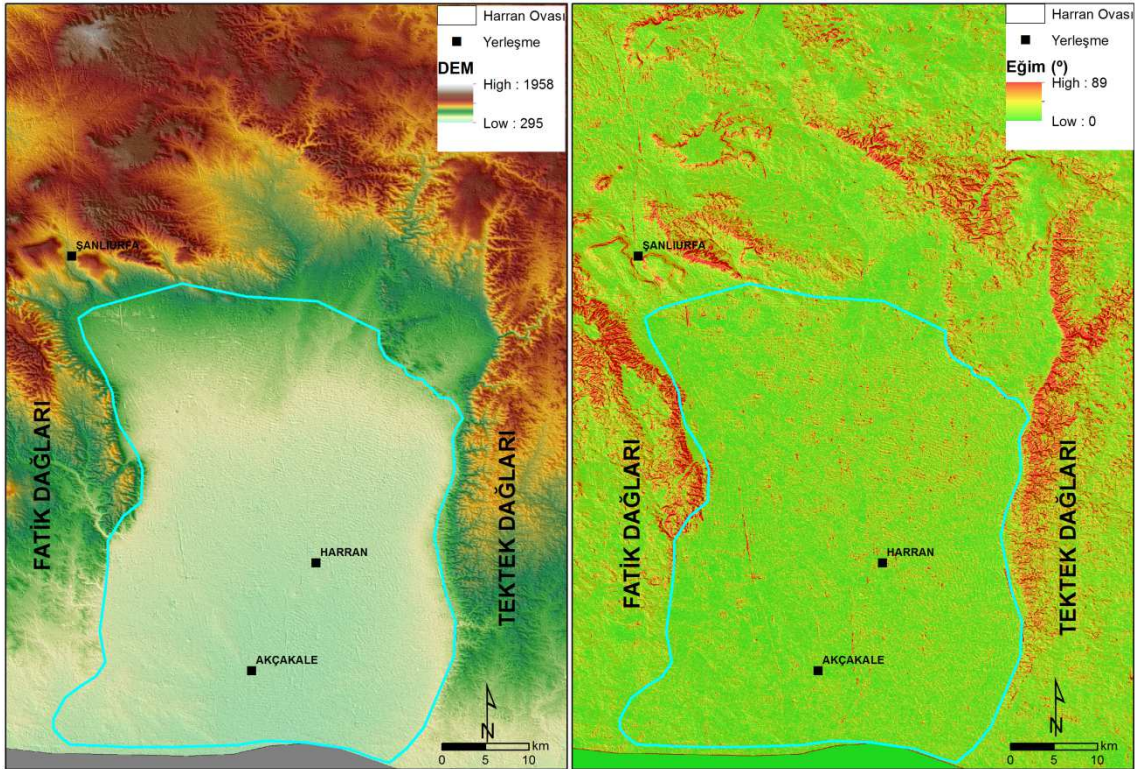 Harran Ovası
Yerleşme
DEM
High : 1958
Low : 295
ŞANLIURFA
FATİK DAĞLARI
TEKTEK DAĞLARI
HARRAN
AKÇAKALE
N
0 5 10 km
Harran Ovası
Yerleşme
Eğim (º)
High : 89
Low : 0
ŞANLIURFA
FATİK DAĞLARI
TEKTEK DAĞLARI
HARRAN
AKÇAKALE
N
0 5 10 km